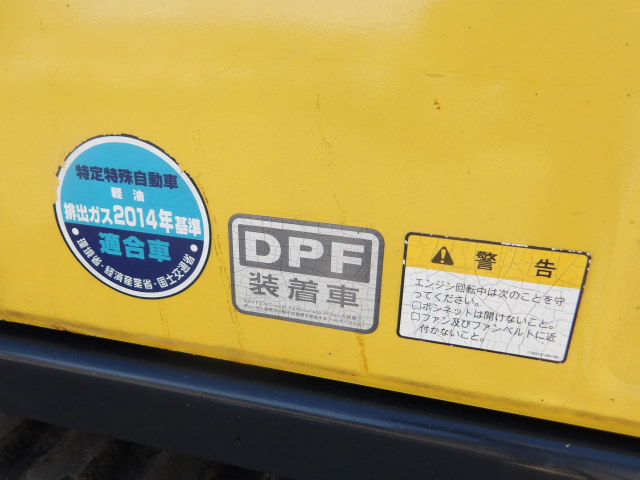 特定特殊自動車
軽油
排出ガス2014年基準
適合車
環境省・経済産業省・国土交通省
DPF
装着車
警告
エンジン回転中は次のことを守
ってください。
□ボンネットは開けないこと。
□ファン及びファンベルトに近
付かないこと。